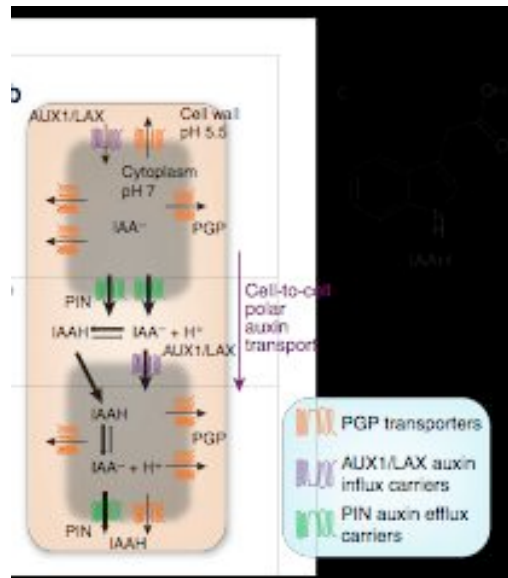 b
AUX1/LAX
Cell wall
pH 5.5
Cytoplasm
pH 7
IAA⁻
PGP
PIN
Cell-to-cell
polar
auxin
transport
IAAH
IAA⁻ + H⁺
AUX1/LAX
IAAH
PGP
IAA⁻ + H⁺
PIN
IAAH
c
O
O
N
H
IAAH
PGP transporters
AUX1/LAX auxin
influx carriers
PIN auxin efflux
carriers